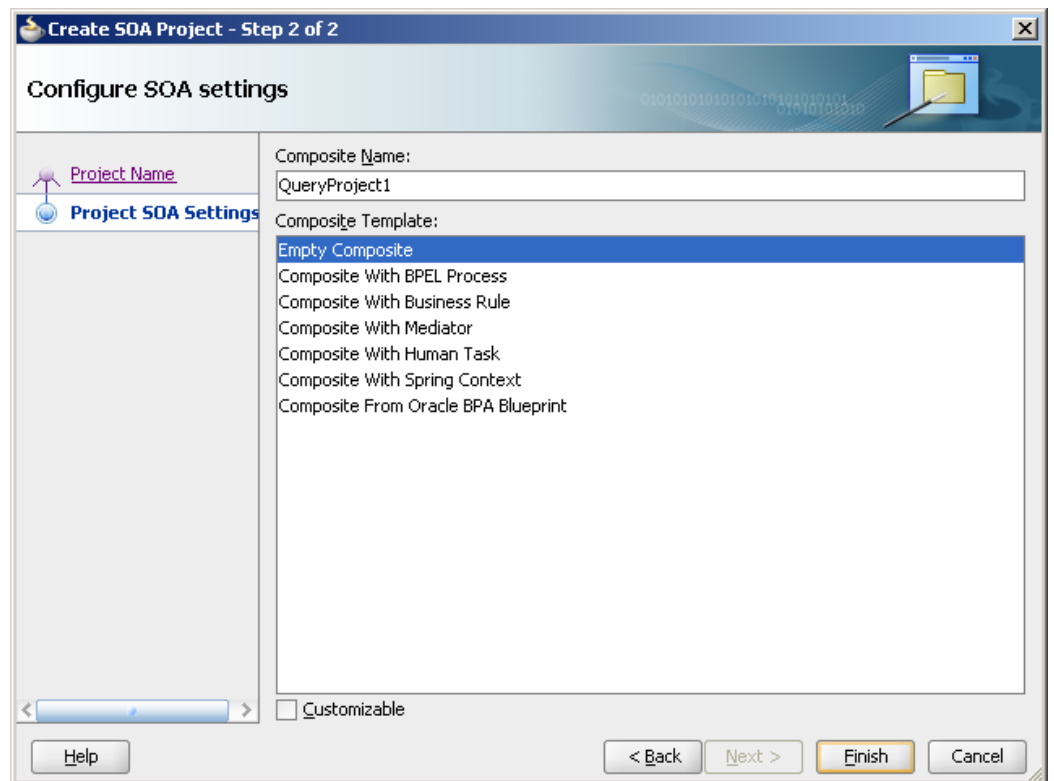 Create SOA Project - Step 2 of 2
Configure SOA settings
Project Name
Project SOA Settings
Composite Name:
QueryProject1
Composite Template:
Empty Composite
Composite With BPEL Process
Composite With Business Rule
Composite With Mediator
Composite With Human Task
Composite With Spring Context
Composite From Oracle BPA Blueprint
Customizable
Help
< Back
Next >
Finish
Cancel